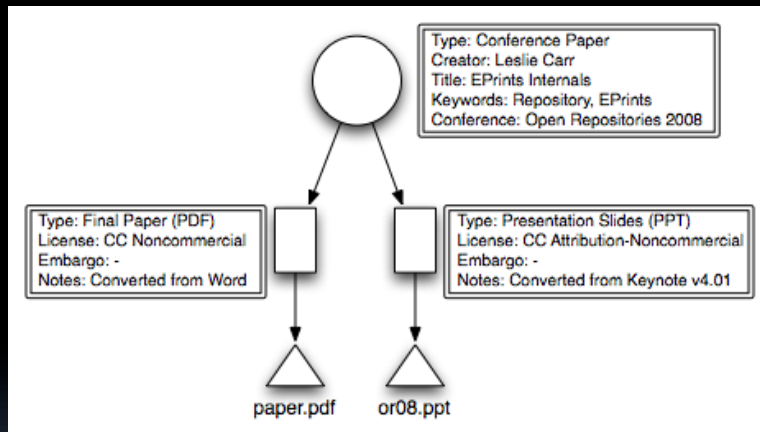 Type: Conference Paper
Creator: Leslie Carr
Title: EPrints Internals
Keywords: Repository, EPrints
Conference: Open Repositories 2008
Type: Final Paper (PDF)
License: CC Noncommercial
Embargo: -
Notes: Converted from Word
Type: Presentation Slides (PPT)
License: CC Attribution-Noncommercial
Embargo: -
Notes: Converted from Keynote v4.01
paper.pdf
or08.ppt